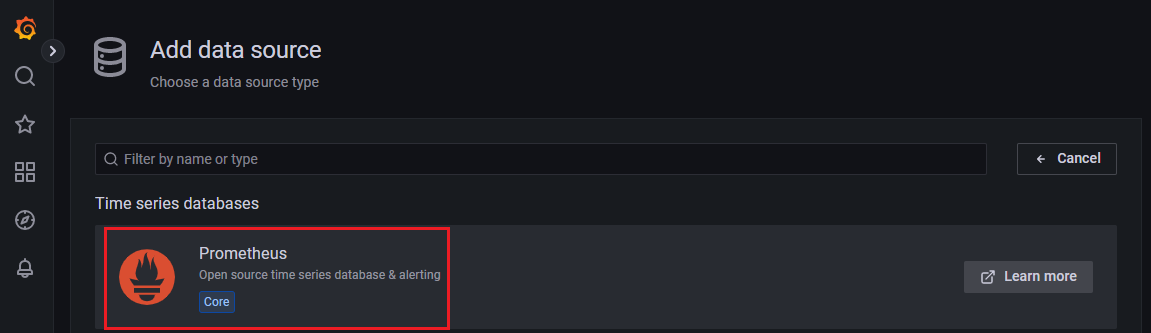 Add data source
Choose a data source type
Filter by name or type
Cancel
Time series databases
Prometheus
Open source time series database & alerting
Core
Learn more